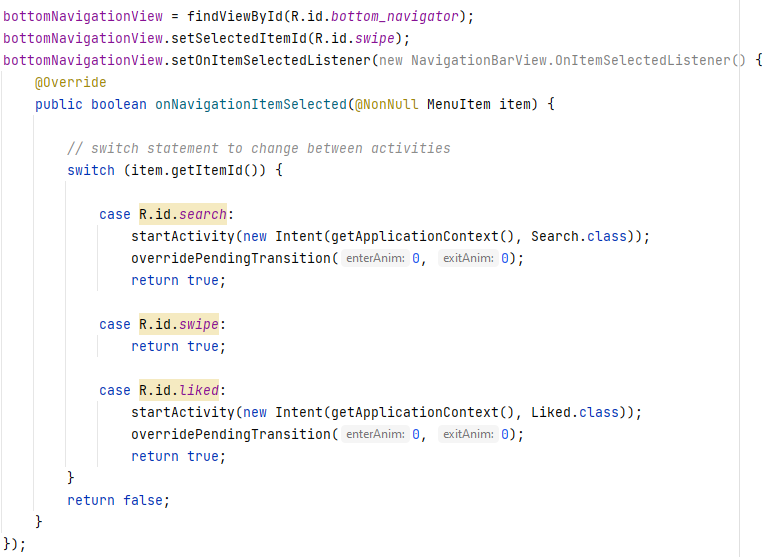 bottomNavigationView = findViewById(R.id.bottom_navigator);
bottomNavigationView.setSelectedItemId(R.id.swipe);
bottomNavigationView.setOnItemSelectedListener(new NavigationBarView.OnItemSelectedListener() {
    @Override
    public boolean onNavigationItemSelected(@NonNull MenuItem item) {

        // switch statement to change between activities
        switch (item.getItemId()) {

            case R.id.search:
                startActivity(new Intent(getApplicationContext(), Search.class));
                overridePendingTransition( enterAnim: 0, exitAnim: 0);
                return true;

            case R.id.swipe:
                return true;

            case R.id.liked:
                startActivity(new Intent(getApplicationContext(), Liked.class));
                overridePendingTransition( enterAnim: 0, exitAnim: 0);
                return true;
        }
        return false;
    }
});